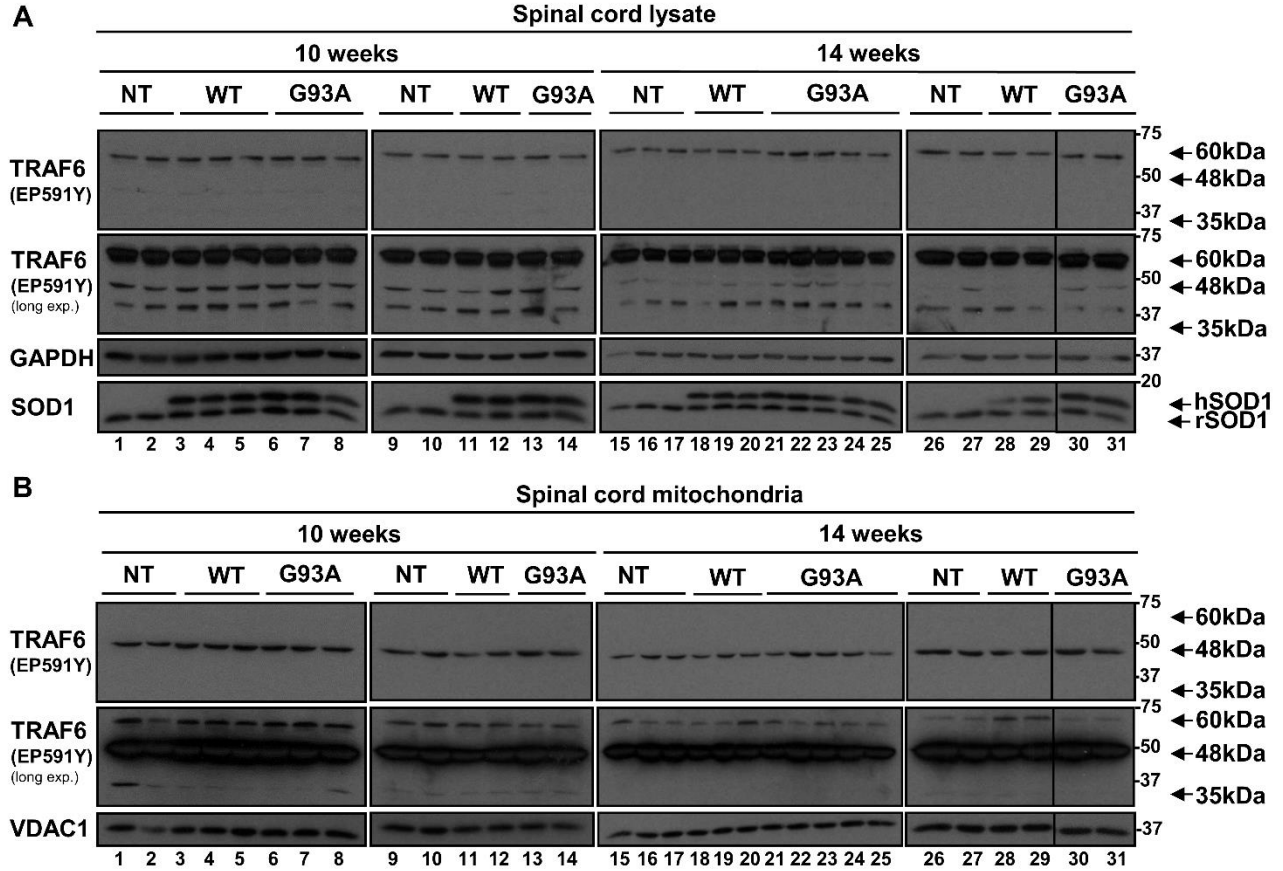 A
Spinal cord lysate
10 weeks 14 weeks
NT WT G93A NT WT G93A NT WT G93A NT WT G93A
TRAF6
(EP591Y)
-75
-50
-37
←60kDa
←48kDa
←35kDa
TRAF6
(EP591Y)
(long exp.)
-75
-50
-37
←60kDa
←48kDa
←35kDa
GAPDH -37
SOD1 20 ←hSOD1
←rSOD1
1 2 3 4 5 6 7 8 9 10 11 12 13 14 15 16 17 18 19 20 21 22 23 24 25 26 27 28 29 30 31
B
Spinal cord mitochondria
10 weeks 14 weeks
NT WT G93A NT WT G93A NT WT G93A NT WT G93A
TRAF6
(EP591Y)
-75
-50
-37
←60kDa
←48kDa
←35kDa
TRAF6
(EP591Y)
(long exp.)
-75
-50
-37
←60kDa
←48kDa
←35kDa
VDAC1 -37
1 2 3 4 5 6 7 8 9 10 11 12 13 14 15 16 17 18 19 20 21 22 23 24 25 26 27 28 29 30 31